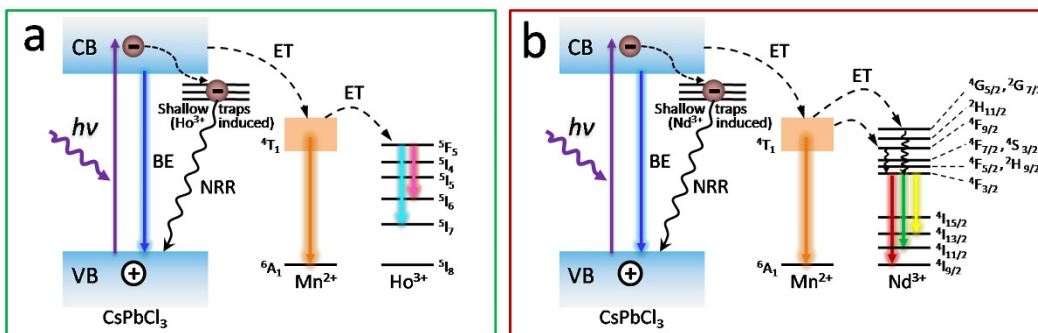 a
CB
ET
ET
Shallow traps
(Ho³⁺ induced)
hν
BE
NRR
⁴T₁
⁵F₅
⁵I₄
⁵I₅
⁵I₆
⁵I₇
VB
⁶A₁
Mn²⁺
⁵I₈
Ho³⁺
CsPbCl₃
b
CB
ET
ET
Shallow traps
(Nd³⁺ induced)
hν
BE
NRR
⁴T₁
⁴G₅/₂, ²G₇/₂
²H₁₁/₂
⁴F₉/₂
⁴F₇/₂, ⁴S₃/₂
⁴F₅/₂, ²H₉/₂
⁴F₃/₂
⁴I₁₅/₂
⁴I₁₃/₂
⁴I₁₁/₂
⁴I₉/₂
VB
⁶A₁
Mn²⁺
Nd³⁺
CsPbCl₃